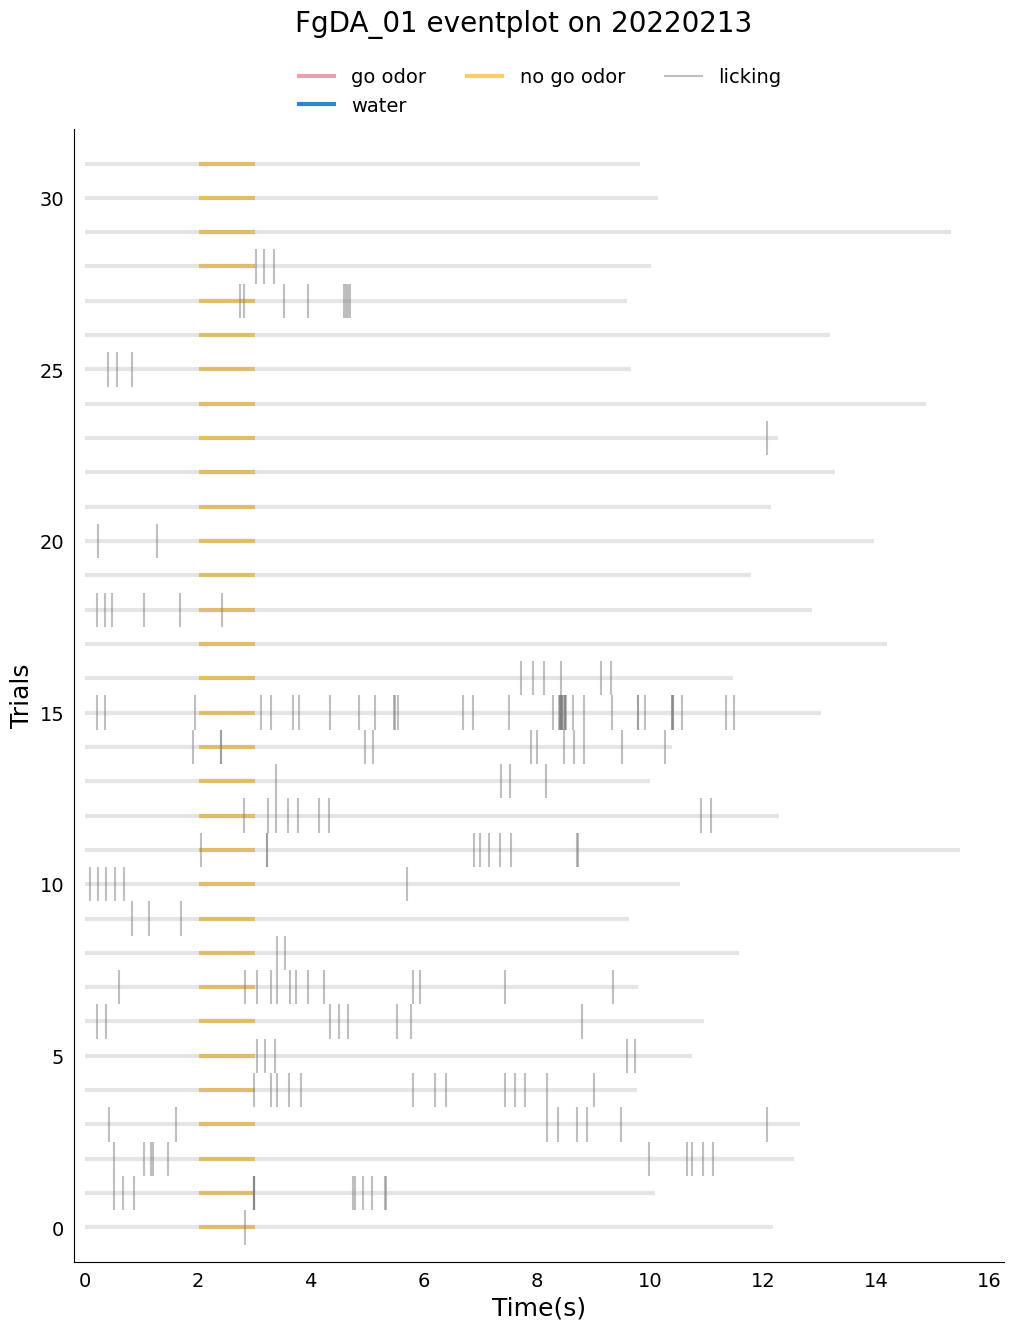 FgDA_01 eventplot on 20220213
go odor
no go odor
licking
water
30
25
20
15
10
5
0
Trials
0 2 4 6 8 10 12 14 16
Time(s)